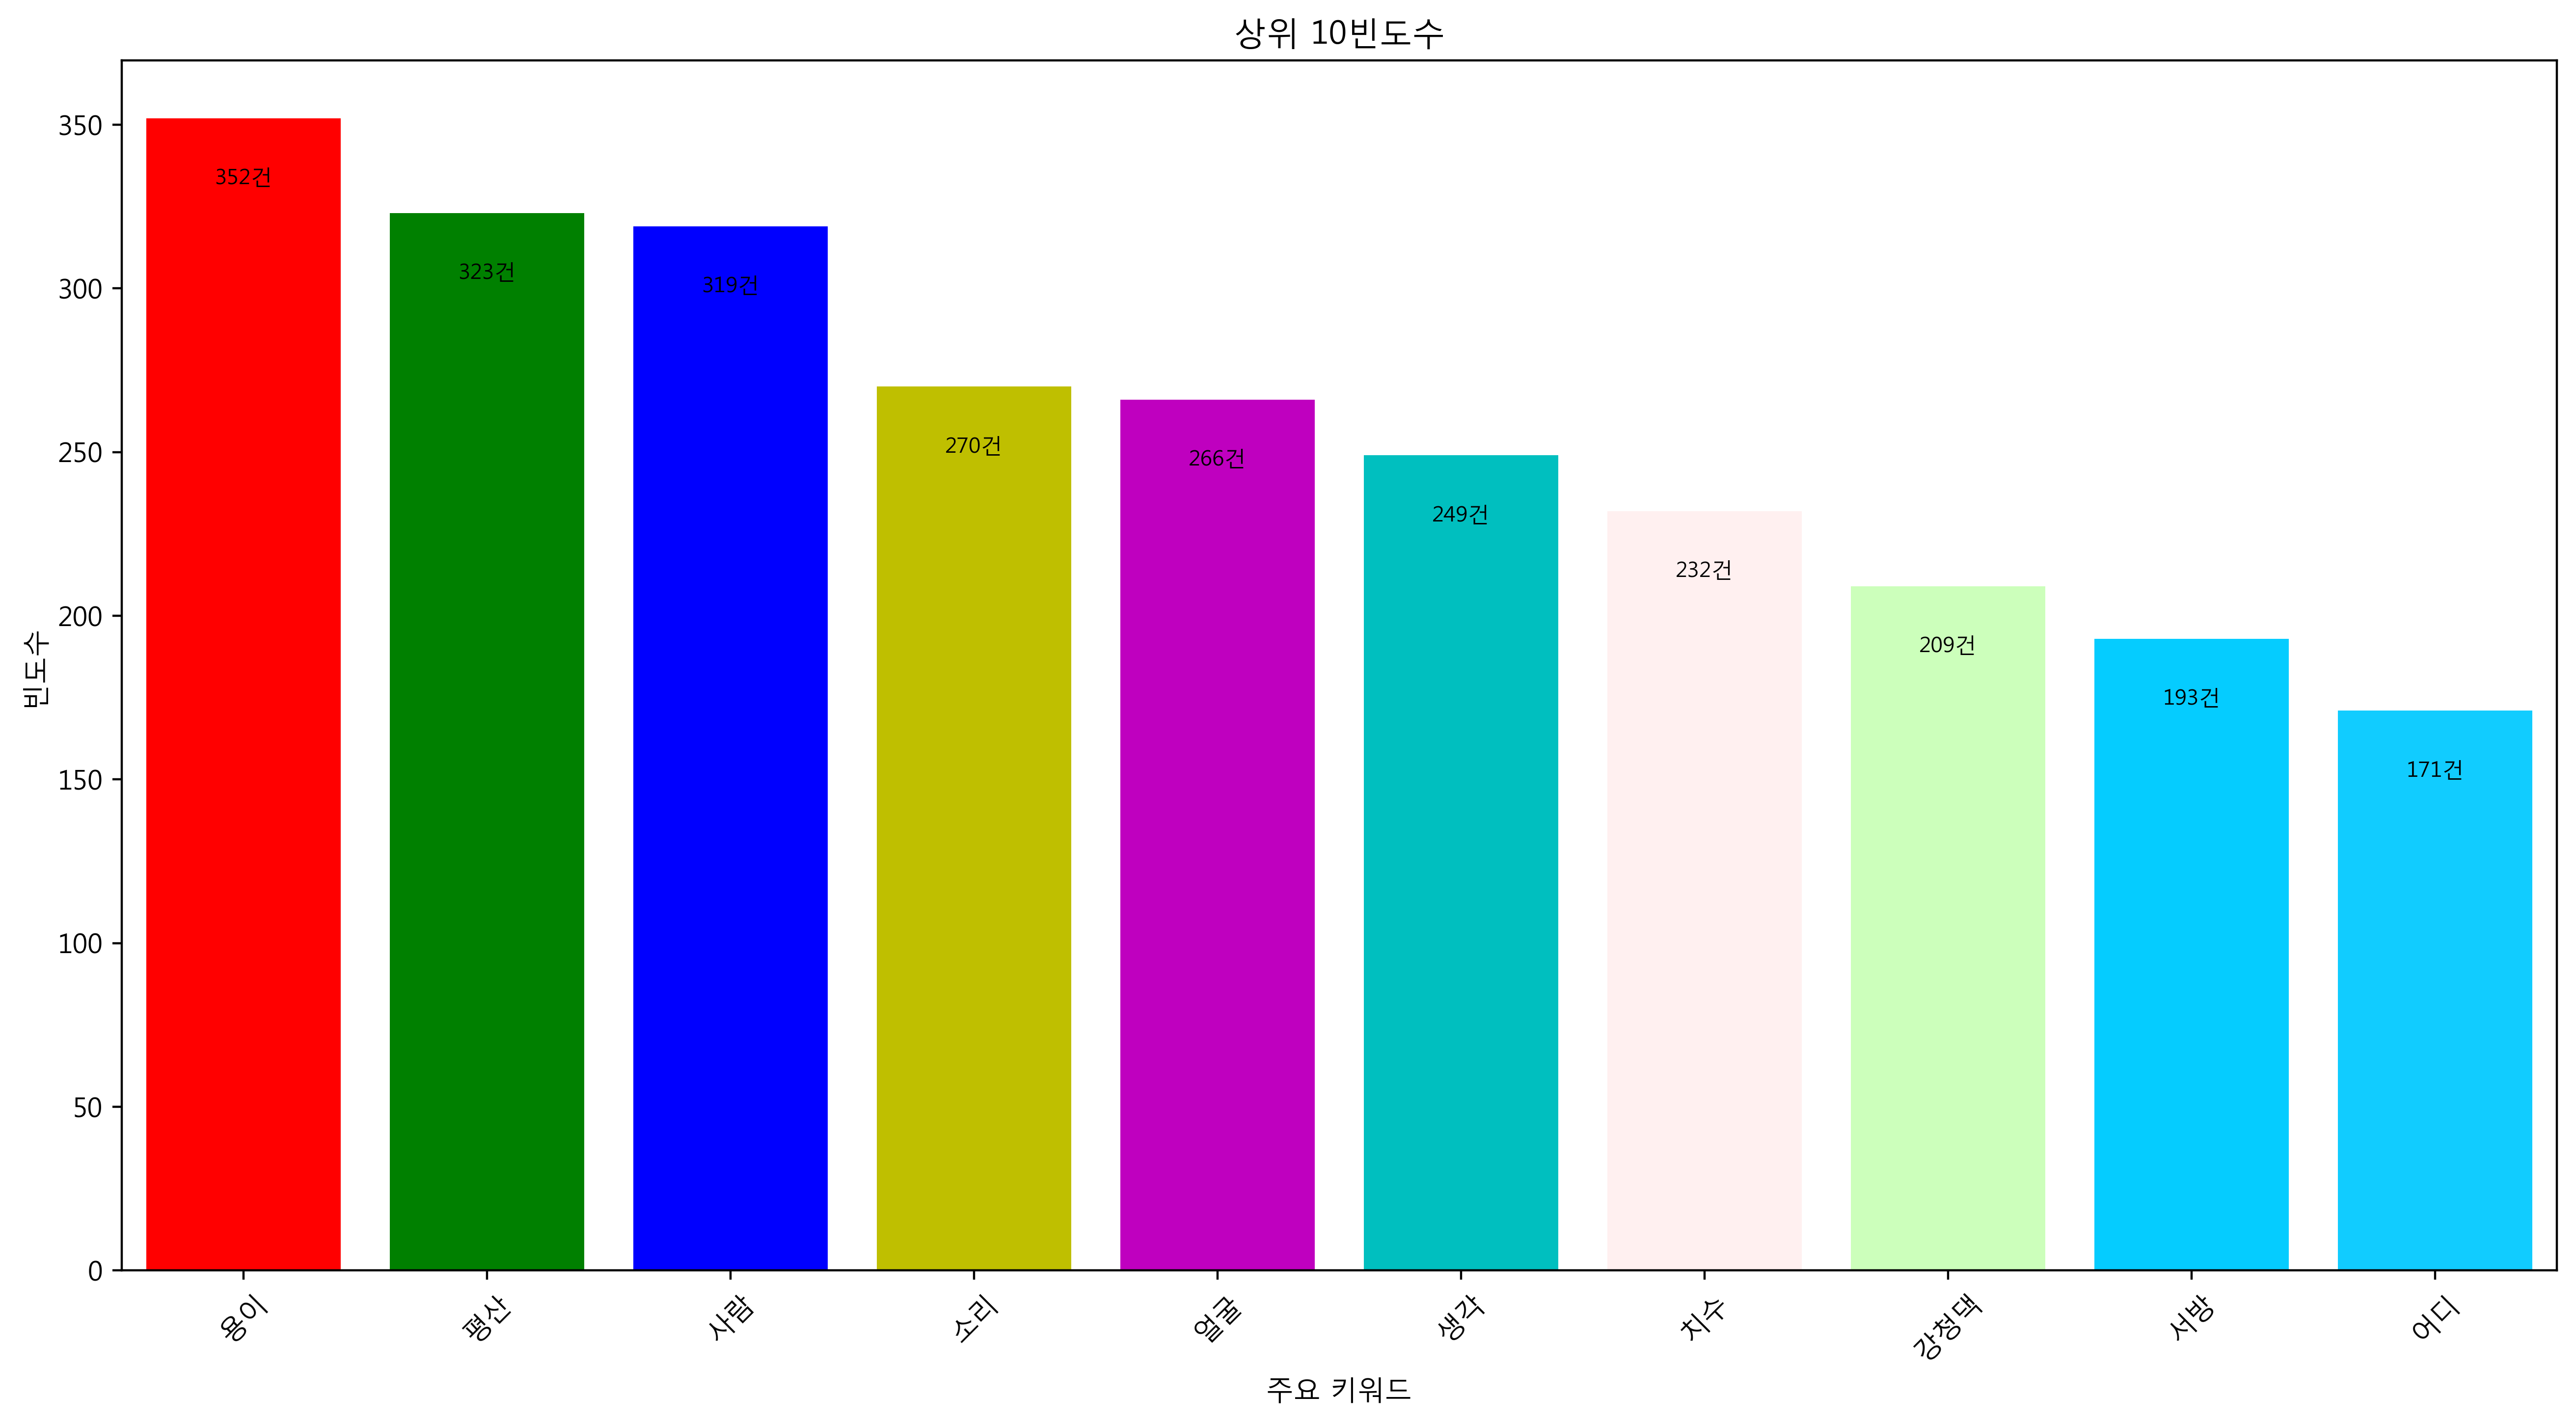 상위 10빈도수
빈도수
350
300
250
200
150
100
50
0
352건
323건
319건
270건
266건
249건
232건
209건
193건
171건
용이
평산
사람
소리
얼굴
생각
치수
강청댁
서방
어디
주요 키워드